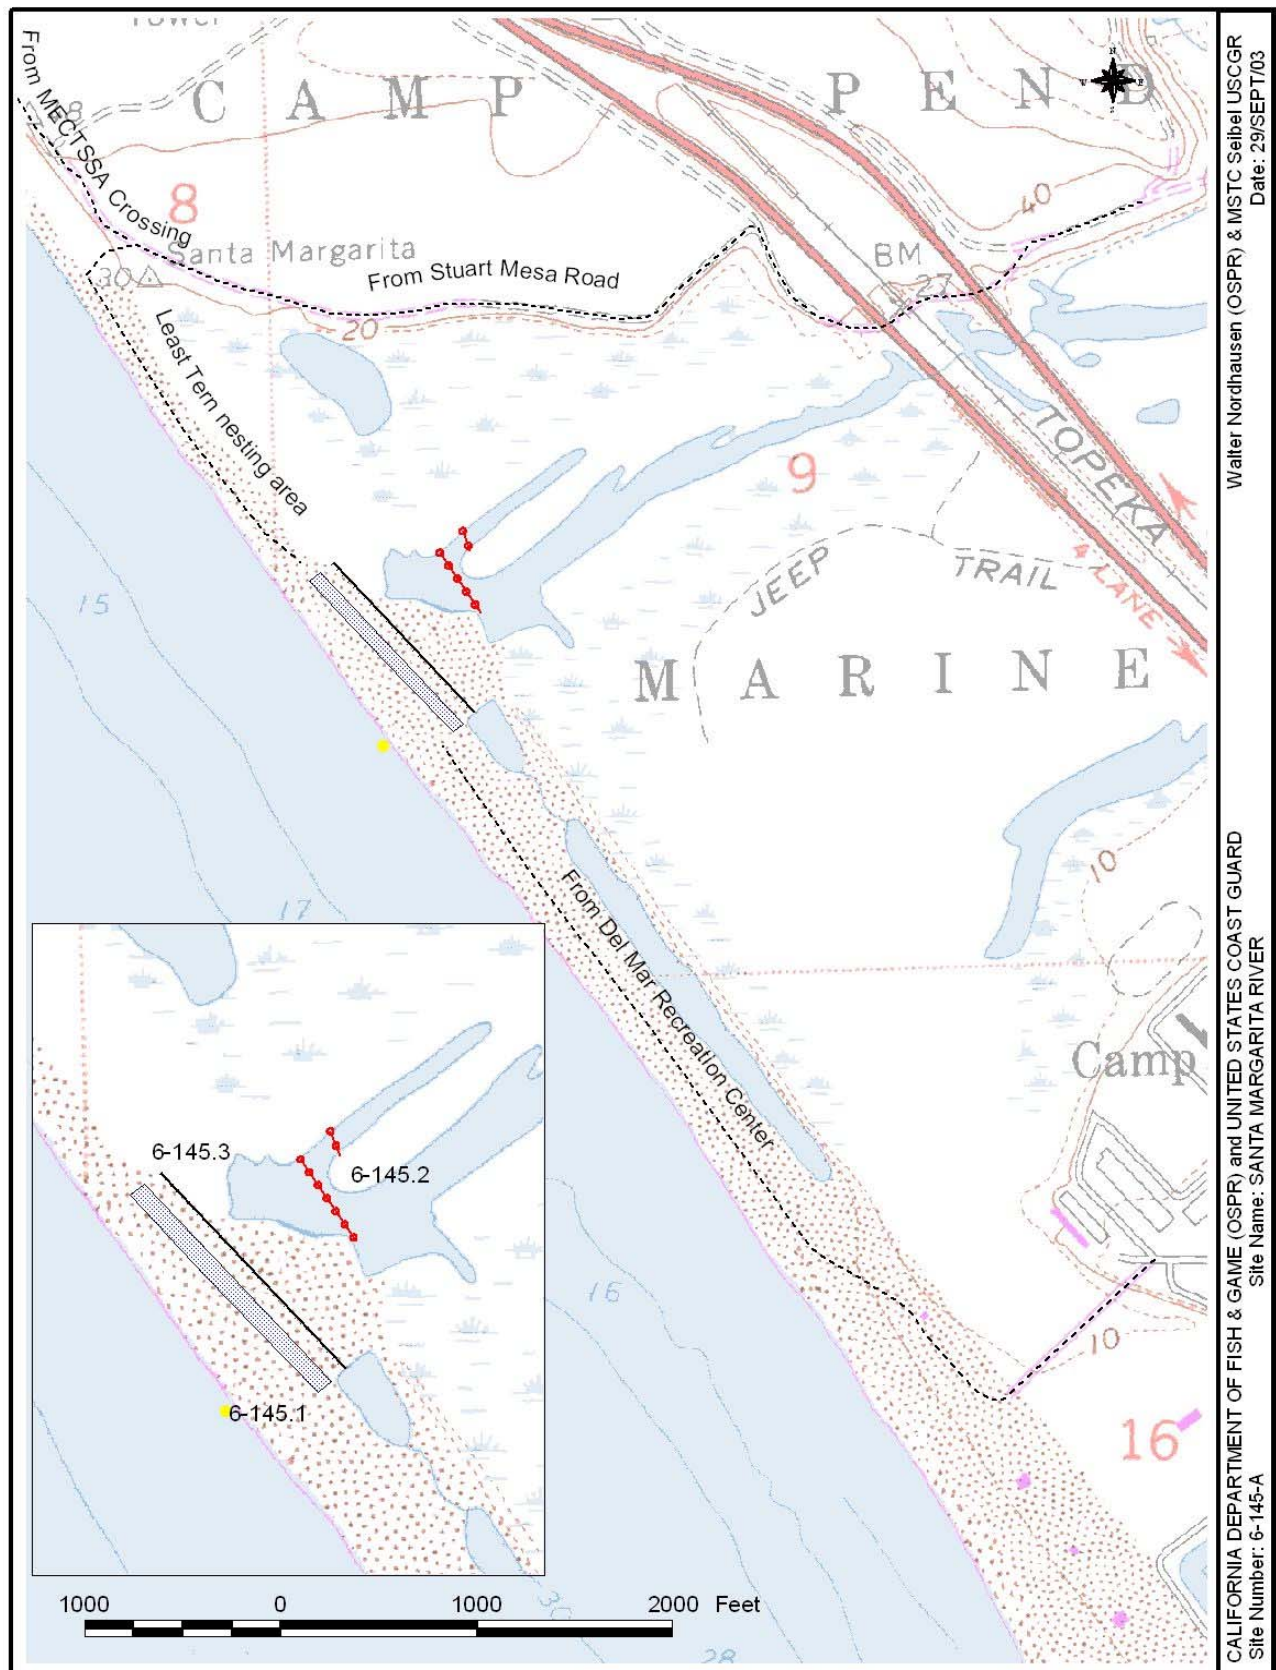 Tower
CAMP PEND
From MECTSSA Crossing
8
8
40
Santa Margarita
30
From Stuart Mesa Road
BM
27
20
Least Tern nesting area
TOPEKA
9
JEEP TRAIL
4 LANE
15
MARINE
17
10
From Del Mar Recreation Center
Camp
6-145.3
6-145.2
6-145.1
16
10
16
30
28
1000 0 1000 2000 Feet
Walter Nordhausen (OSPR) & MSTC Seibel USCGR
Date: 29/SEPT/03
CALIFORNIA DEPARTMENT OF FISH & GAME (OSPR) and UNITED STATES COAST GUARD
Site Number: 6-145-A Site Name: SANTA MARGARITA RIVER